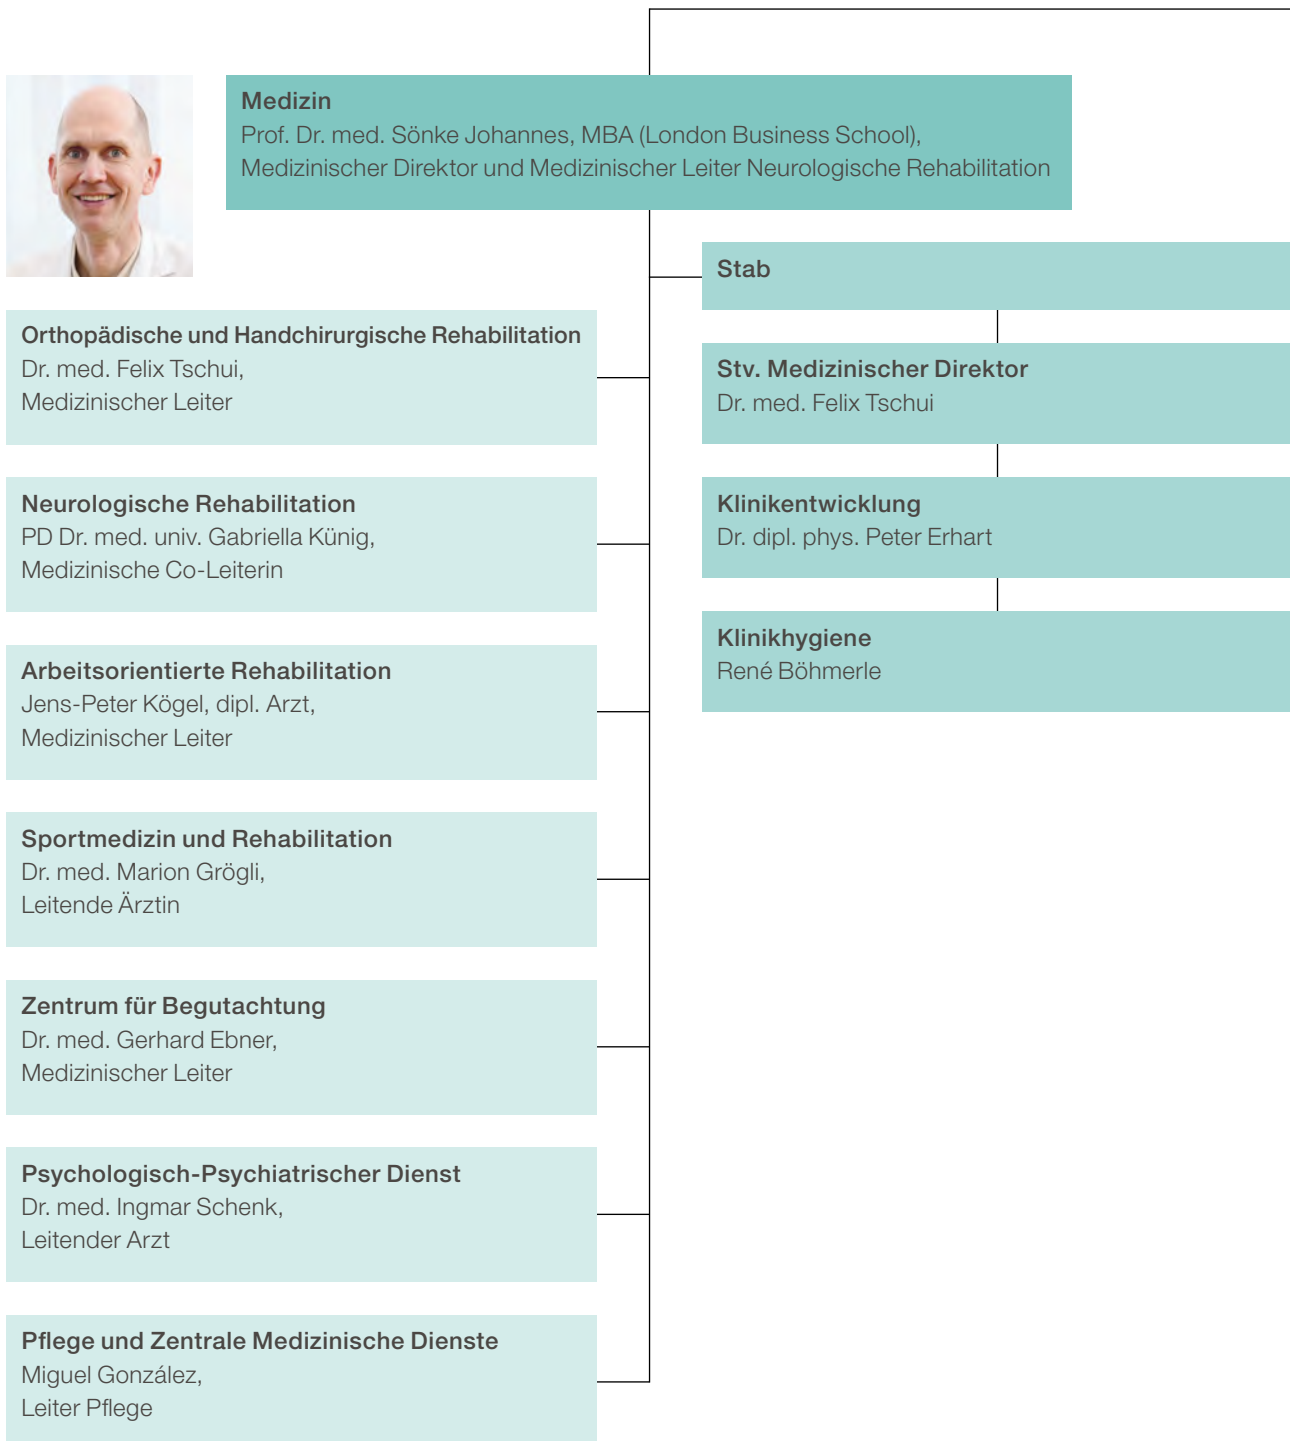 Medizin
Prof. Dr. med. Sönke Johannes, MBA (London Business School),
Medizinischer Direktor und Medizinischer Leiter Neurologische Rehabilitation
Stab
Orthopädische und Handchirurgische Rehabilitation
Dr. med. Felix Tschui,
Medizinischer Leiter
Stv. Medizinischer Direktor
Dr. med. Felix Tschui
Neurologische Rehabilitation
PD Dr. med. univ. Gabriella Künig,
Medizinische Co-Leiterin
Klinikentwicklung
Dr. dipl. phys. Peter Erhart
Klinikhygiene
René Böhmerle
Arbeitsorientierte Rehabilitation
Jens-Peter Kögel, dipl. Arzt,
Medizinischer Leiter
Sportmedizin und Rehabilitation
Dr. med. Marion Grögli,
Leitende Ärztin
Zentrum für Begutachtung
Dr. med. Gerhard Ebner,
Medizinischer Leiter
Psychologisch-Psychiatrischer Dienst
Dr. med. Ingmar Schenk,
Leitender Arzt
Pflege und Zentrale Medizinische Dienste
Miguel González,
Leiter Pflege